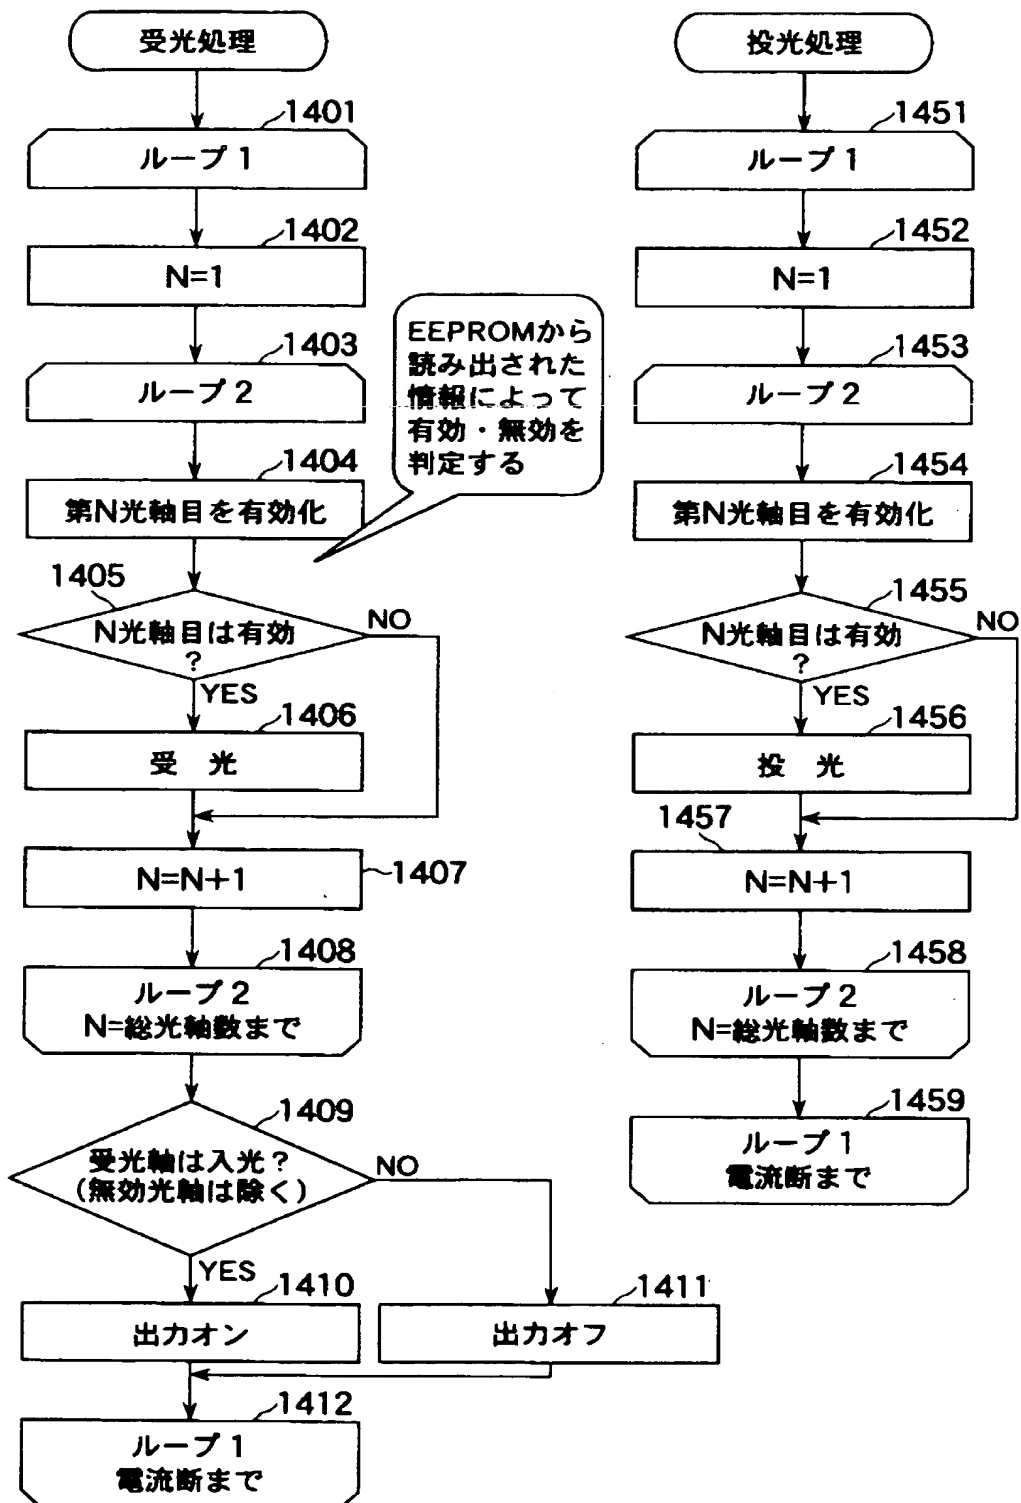 受光処理
1401
ループ1
1402
N=1
1403
ループ2
EEPROMから
読み出された
情報によって
有効・無効を
判定する
1404
第N光軸目を有効化
1405
N光軸目は有効
?
NO
YES
1406
受 光
1407
N=N+1
1408
ループ2
N=総光軸数まで
1409
受光軸は入光?
(無効光軸は除く)
NO
YES
1410
出力オン
1411
出力オフ
1412
ループ1
電流断まで
投光処理
1451
ループ1
1452
N=1
1453
ループ2
1454
第N光軸目を有効化
1455
N光軸目は有効
?
NO
YES
1456
投 光
1457
N=N+1
1458
ループ2
N=総光軸数まで
1459
ループ1
電流断まで